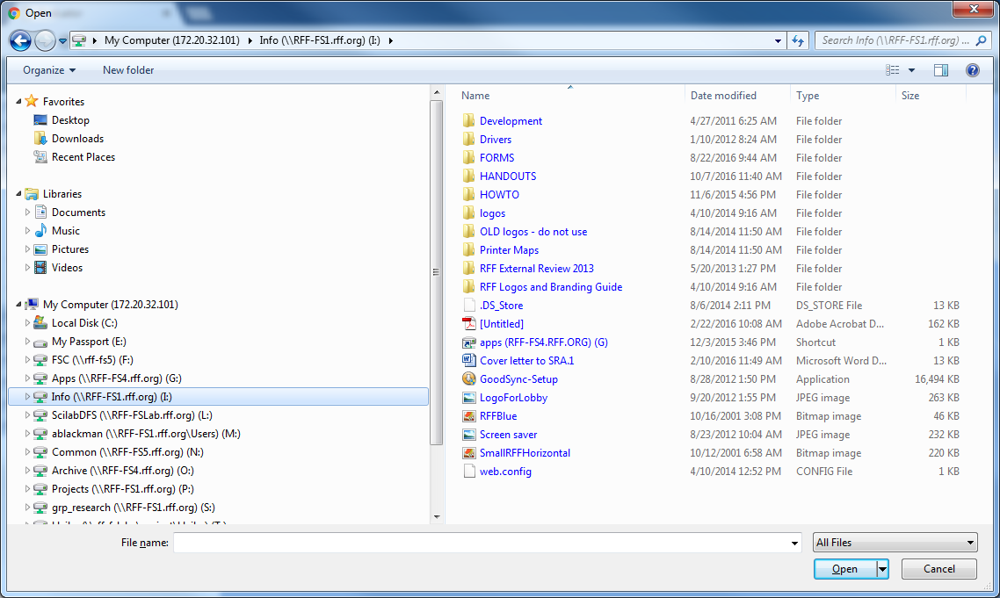 Open
My Computer (172.20.32.101) Info (\\RFF-FS1.rff.org) (I:) Search Info (\\RFF-FS1.rff.org) ...
Organize New folder
Favorites
Desktop
Downloads
Recent Places
Libraries
Documents
Music
Pictures
Videos
My Computer (172.20.32.101)
Local Disk (C:)
My Passport (E:)
FSC (\\rff-fs5) (F:)
Apps (\\RFF-FS4.rff.org) (G:)
Info (\\RFF-FS1.rff.org) (I:)
ScilabDFS (\\RFF-FSLab.rff.org) (L:)
ablackman (\\RFF-FS1.rff.org\Users) (M:)
Common (\\RFF-FS5.rff.org) (N:)
Archive (\\RFF-FS4.rff.org) (O:)
Projects (\\RFF-FS1.rff.org) (P:)
grp_research (\\RFF-FS1.rff.org) (S:)
Name Date modified Type Size
Development 4/27/2011 6:25 AM File folder
Drivers 1/10/2012 8:24 AM File folder
FORMS 8/22/2016 9:44 AM File folder
HANDOUTS 10/7/2016 11:40 AM File folder
HOWTO 11/6/2015 4:56 PM File folder
logos 4/10/2014 9:16 AM File folder
OLD logos - do not use 8/14/2014 11:50 AM File folder
Printer Maps 8/14/2014 11:50 AM File folder
RFF External Review 2013 5/20/2013 1:27 PM File folder
RFF Logos and Branding Guide 4/10/2014 9:16 AM File folder
.DS_Store 8/6/2014 2:11 PM DS_STORE File 13 KB
[Untitled] 2/22/2016 10:08 AM Adobe Acrobat D... 162 KB
apps (RFF-FS4.RFF.ORG) (G) 12/3/2015 3:46 PM Shortcut 1 KB
Cover letter to SRA.1 2/10/2016 11:49 AM Microsoft Word D... 13 KB
GoodSync-Setup 8/28/2012 1:50 PM Application 16,494 KB
LogoForLobby 9/20/2012 1:55 PM JPEG image 263 KB
RFFBlue 10/16/2001 3:08 PM Bitmap image 46 KB
Screen saver 8/23/2012 10:04 AM JPEG image 232 KB
SmallRFFHorizontal 10/12/2001 6:58 AM Bitmap image 220 KB
web.config 4/10/2014 12:52 PM CONFIG File 1 KB
File name: All Files
Open Cancel